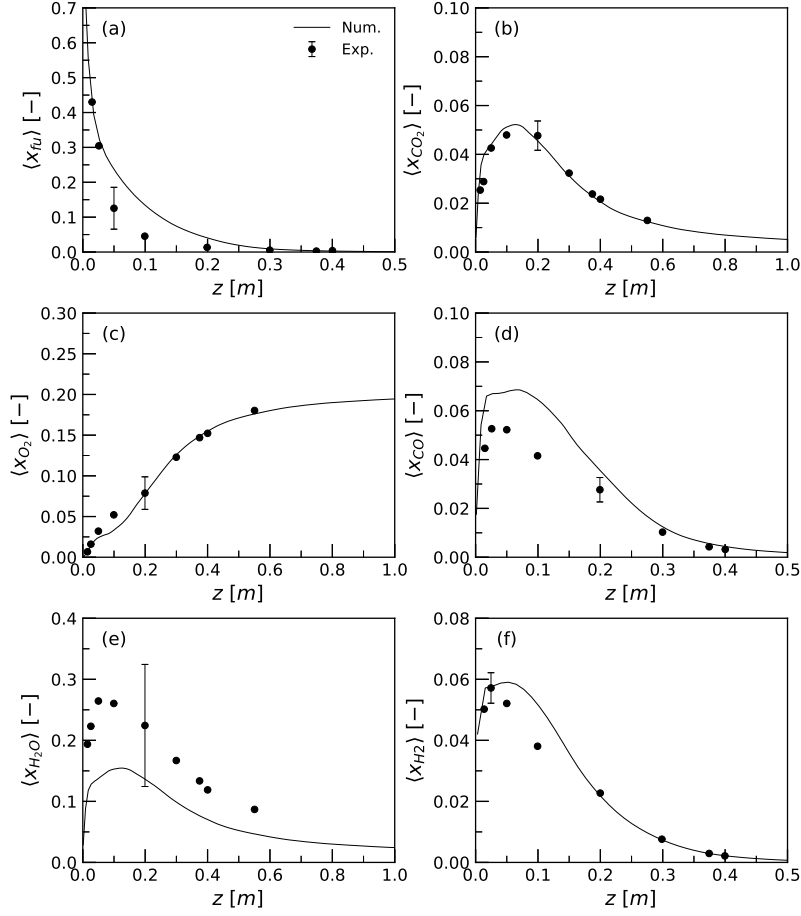 (a)
Num.
Exp.
⟨x_fu⟩ [−]
0.7
0.6
0.5
0.4
0.3
0.2
0.1
0.0
0.0 0.1 0.2 0.3 0.4 0.5
z [m]
(b)
⟨x_CO₂⟩ [−]
0.10
0.08
0.06
0.04
0.02
0.00
0.0 0.2 0.4 0.6 0.8 1.0
z [m]
(c)
⟨x_O₂⟩ [−]
0.30
0.25
0.20
0.15
0.10
0.05
0.00
0.0 0.2 0.4 0.6 0.8 1.0
z [m]
(d)
⟨x_CO⟩ [−]
0.10
0.08
0.06
0.04
0.02
0.00
0.0 0.1 0.2 0.3 0.4 0.5
z [m]
(e)
⟨x_H₂O⟩ [−]
0.4
0.3
0.2
0.1
0.0
0.0 0.2 0.4 0.6 0.8 1.0
z [m]
(f)
⟨x_H2⟩ [−]
0.08
0.06
0.04
0.02
0.00
0.0 0.1 0.2 0.3 0.4 0.5
z [m]